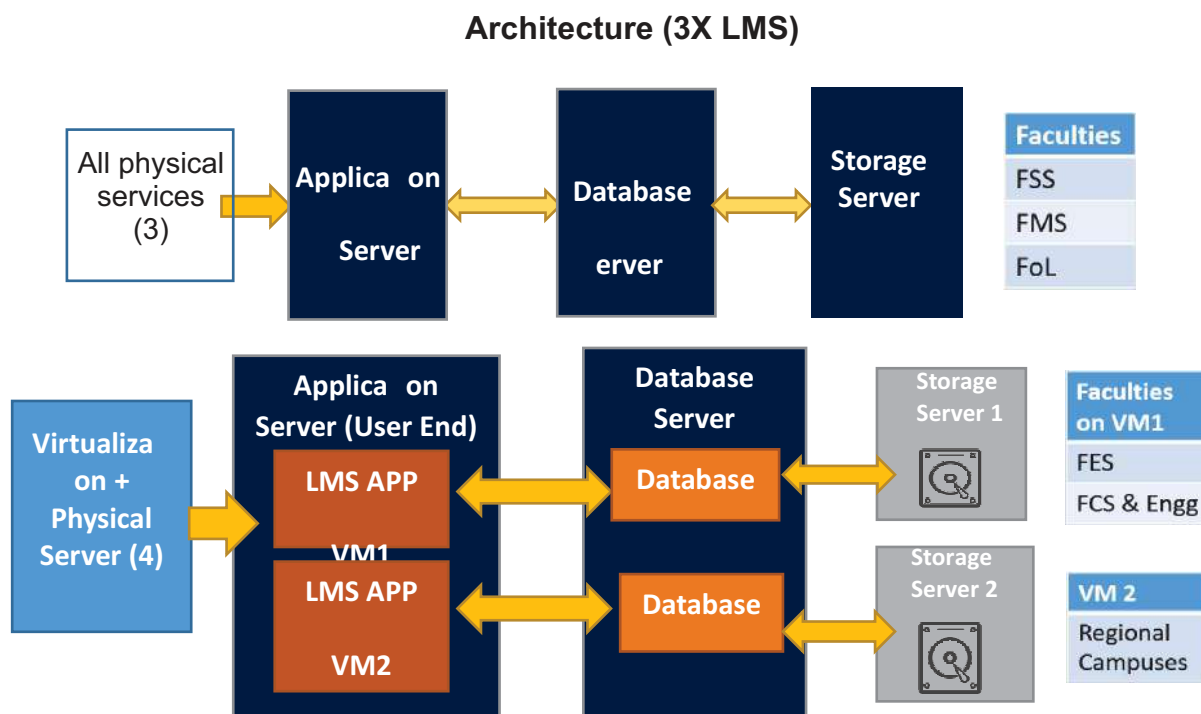 Architecture (3X LMS)
All physical
services
(3)
Applica on
Server
Database
erver
Storage
Server
Faculties
FSS
FMS
FoL
Virtualiza
on +
Physical
Server (4)
Applica on
Server (User End)
LMS APP
VM1
LMS APP
VM2
Database
Server
Database
Database
Storage
Server 1
Storage
Server 2
Faculties
on VM1
FES
FCS & Engg
VM 2
Regional
Campuses